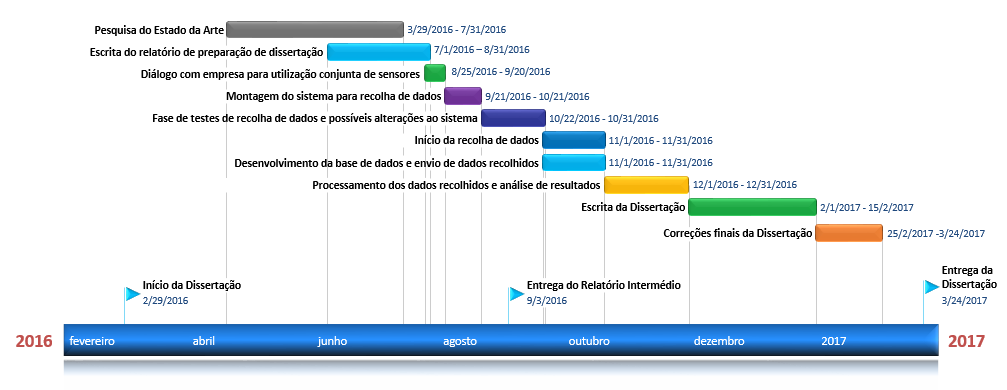 Pesquisa do Estado da Arte 3/29/2016 - 7/31/2016
Escrita do relatório de preparação de dissertação 7/1/2016 – 8/31/2016
Diálogo com empresa para utilização conjunta de sensores 8/25/2016 - 9/20/2016
Montagem do sistema para recolha de dados 9/21/2016 - 10/21/2016
Fase de testes de recolha de dados e possíveis alterações ao sistema 10/22/2016 - 10/31/2016
Início da recolha de dados 11/1/2016 - 11/31/2016
Desenvolvimento da base de dados e envio de dados recolhidos 11/1/2016 - 11/31/2016
Processamento dos dados recolhidos e análise de resultados 12/1/2016 - 12/31/2016
Escrita da Dissertação 2/1/2017 - 15/2/2017
Correções finais da Dissertação 25/2/2017 -3/24/2017
Início da Dissertação
2/29/2016
Entrega do Relatório Intermédio
9/3/2016
Entrega da
Dissertação
3/24/2017
2016 fevereiro abril junho agosto outubro dezembro 2017 2017